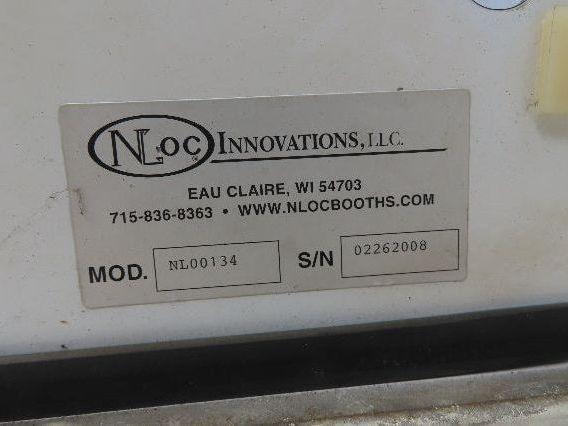 NLOC INNOVATIONS, LLC.
EAU CLAIRE, WI 54703
715-836-8363 • WWW.NLOCBOOTHS.COM
MOD. NL00134 S/N 02262008